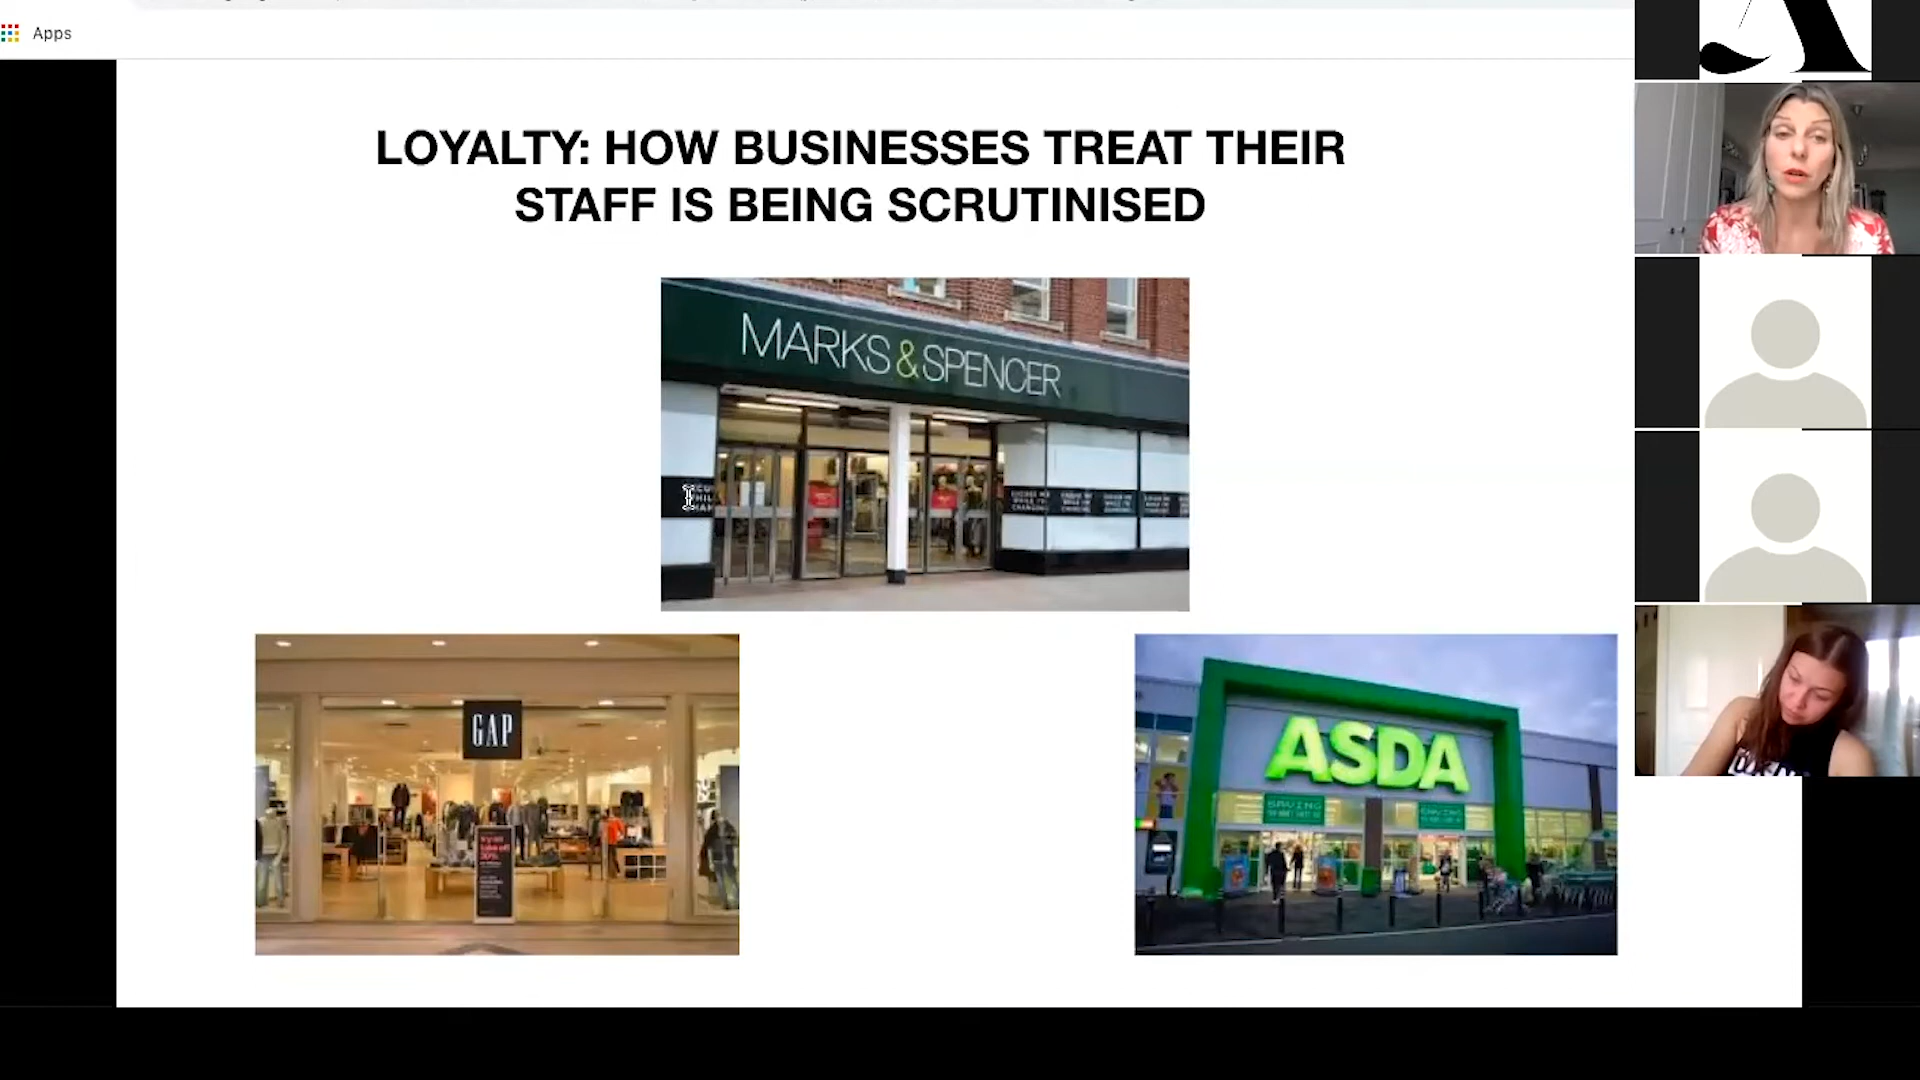 Apps
LOYALTY: HOW BUSINESSES TREAT THEIR
STAFF IS BEING SCRUTINISED
MARKS & SPENCER
GAP
ASDA